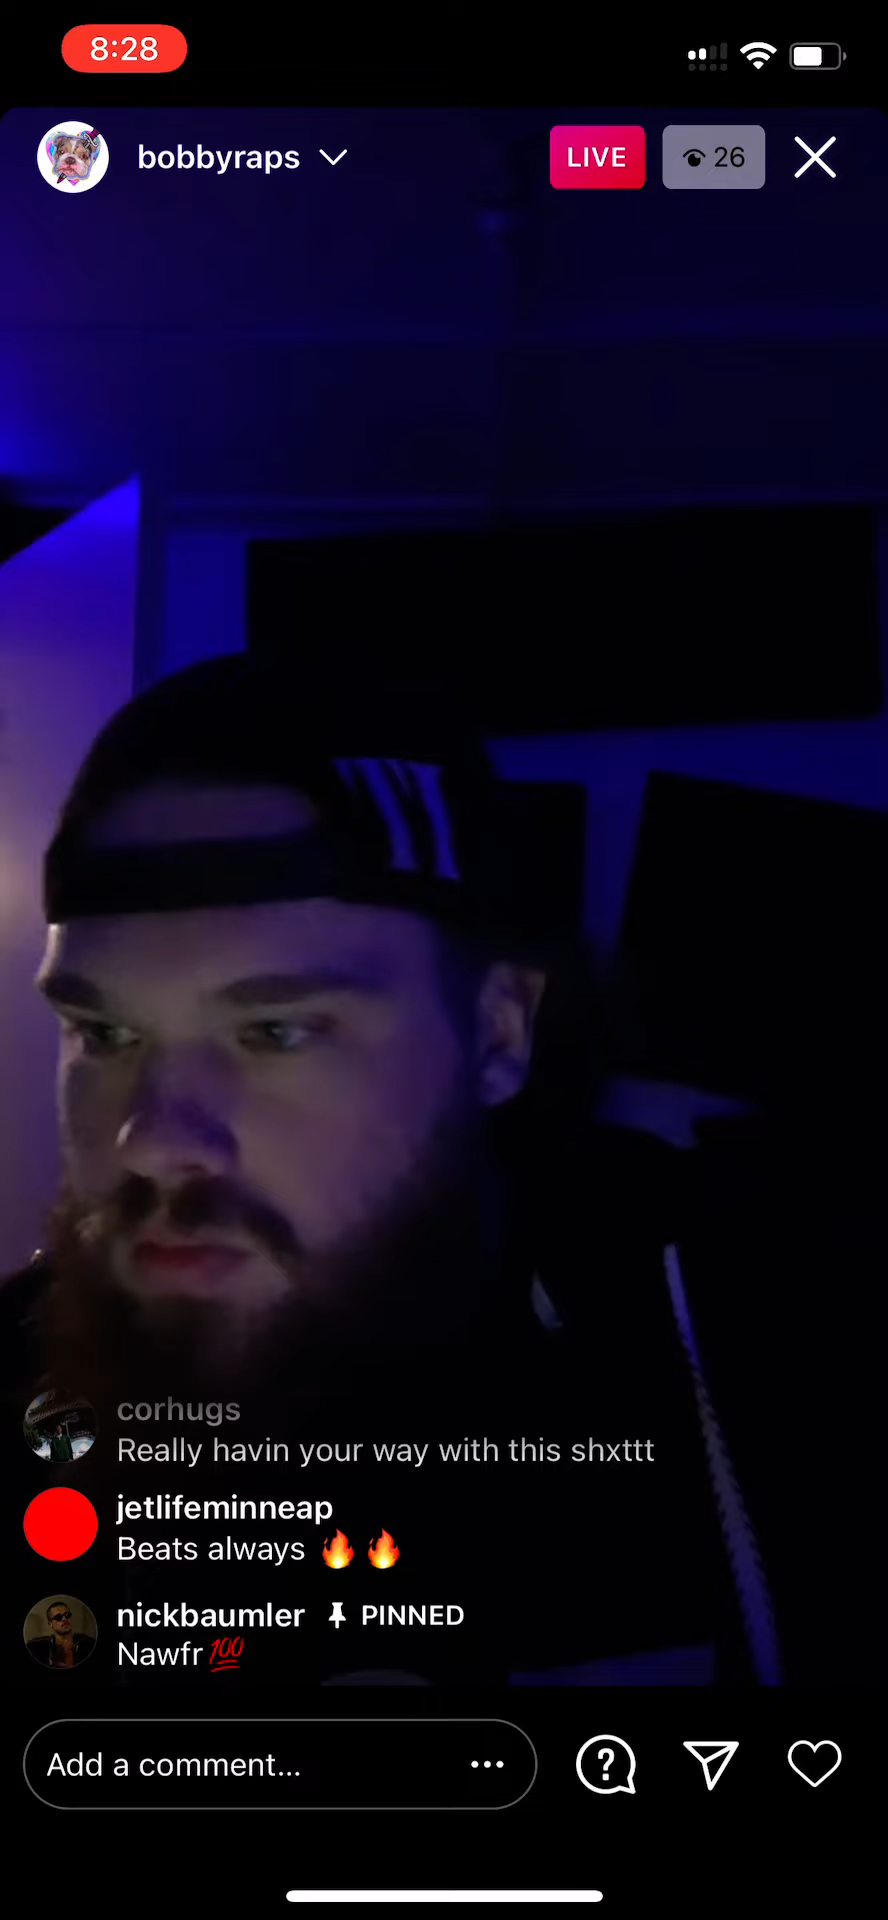 8:28
bobbyraps
LIVE
26
corhugs
Really havin your way with this shxttt
jetlifeminneap
Beats always 🔥🔥
nickbaumler PINNED
Nawfr💯
Add a comment...